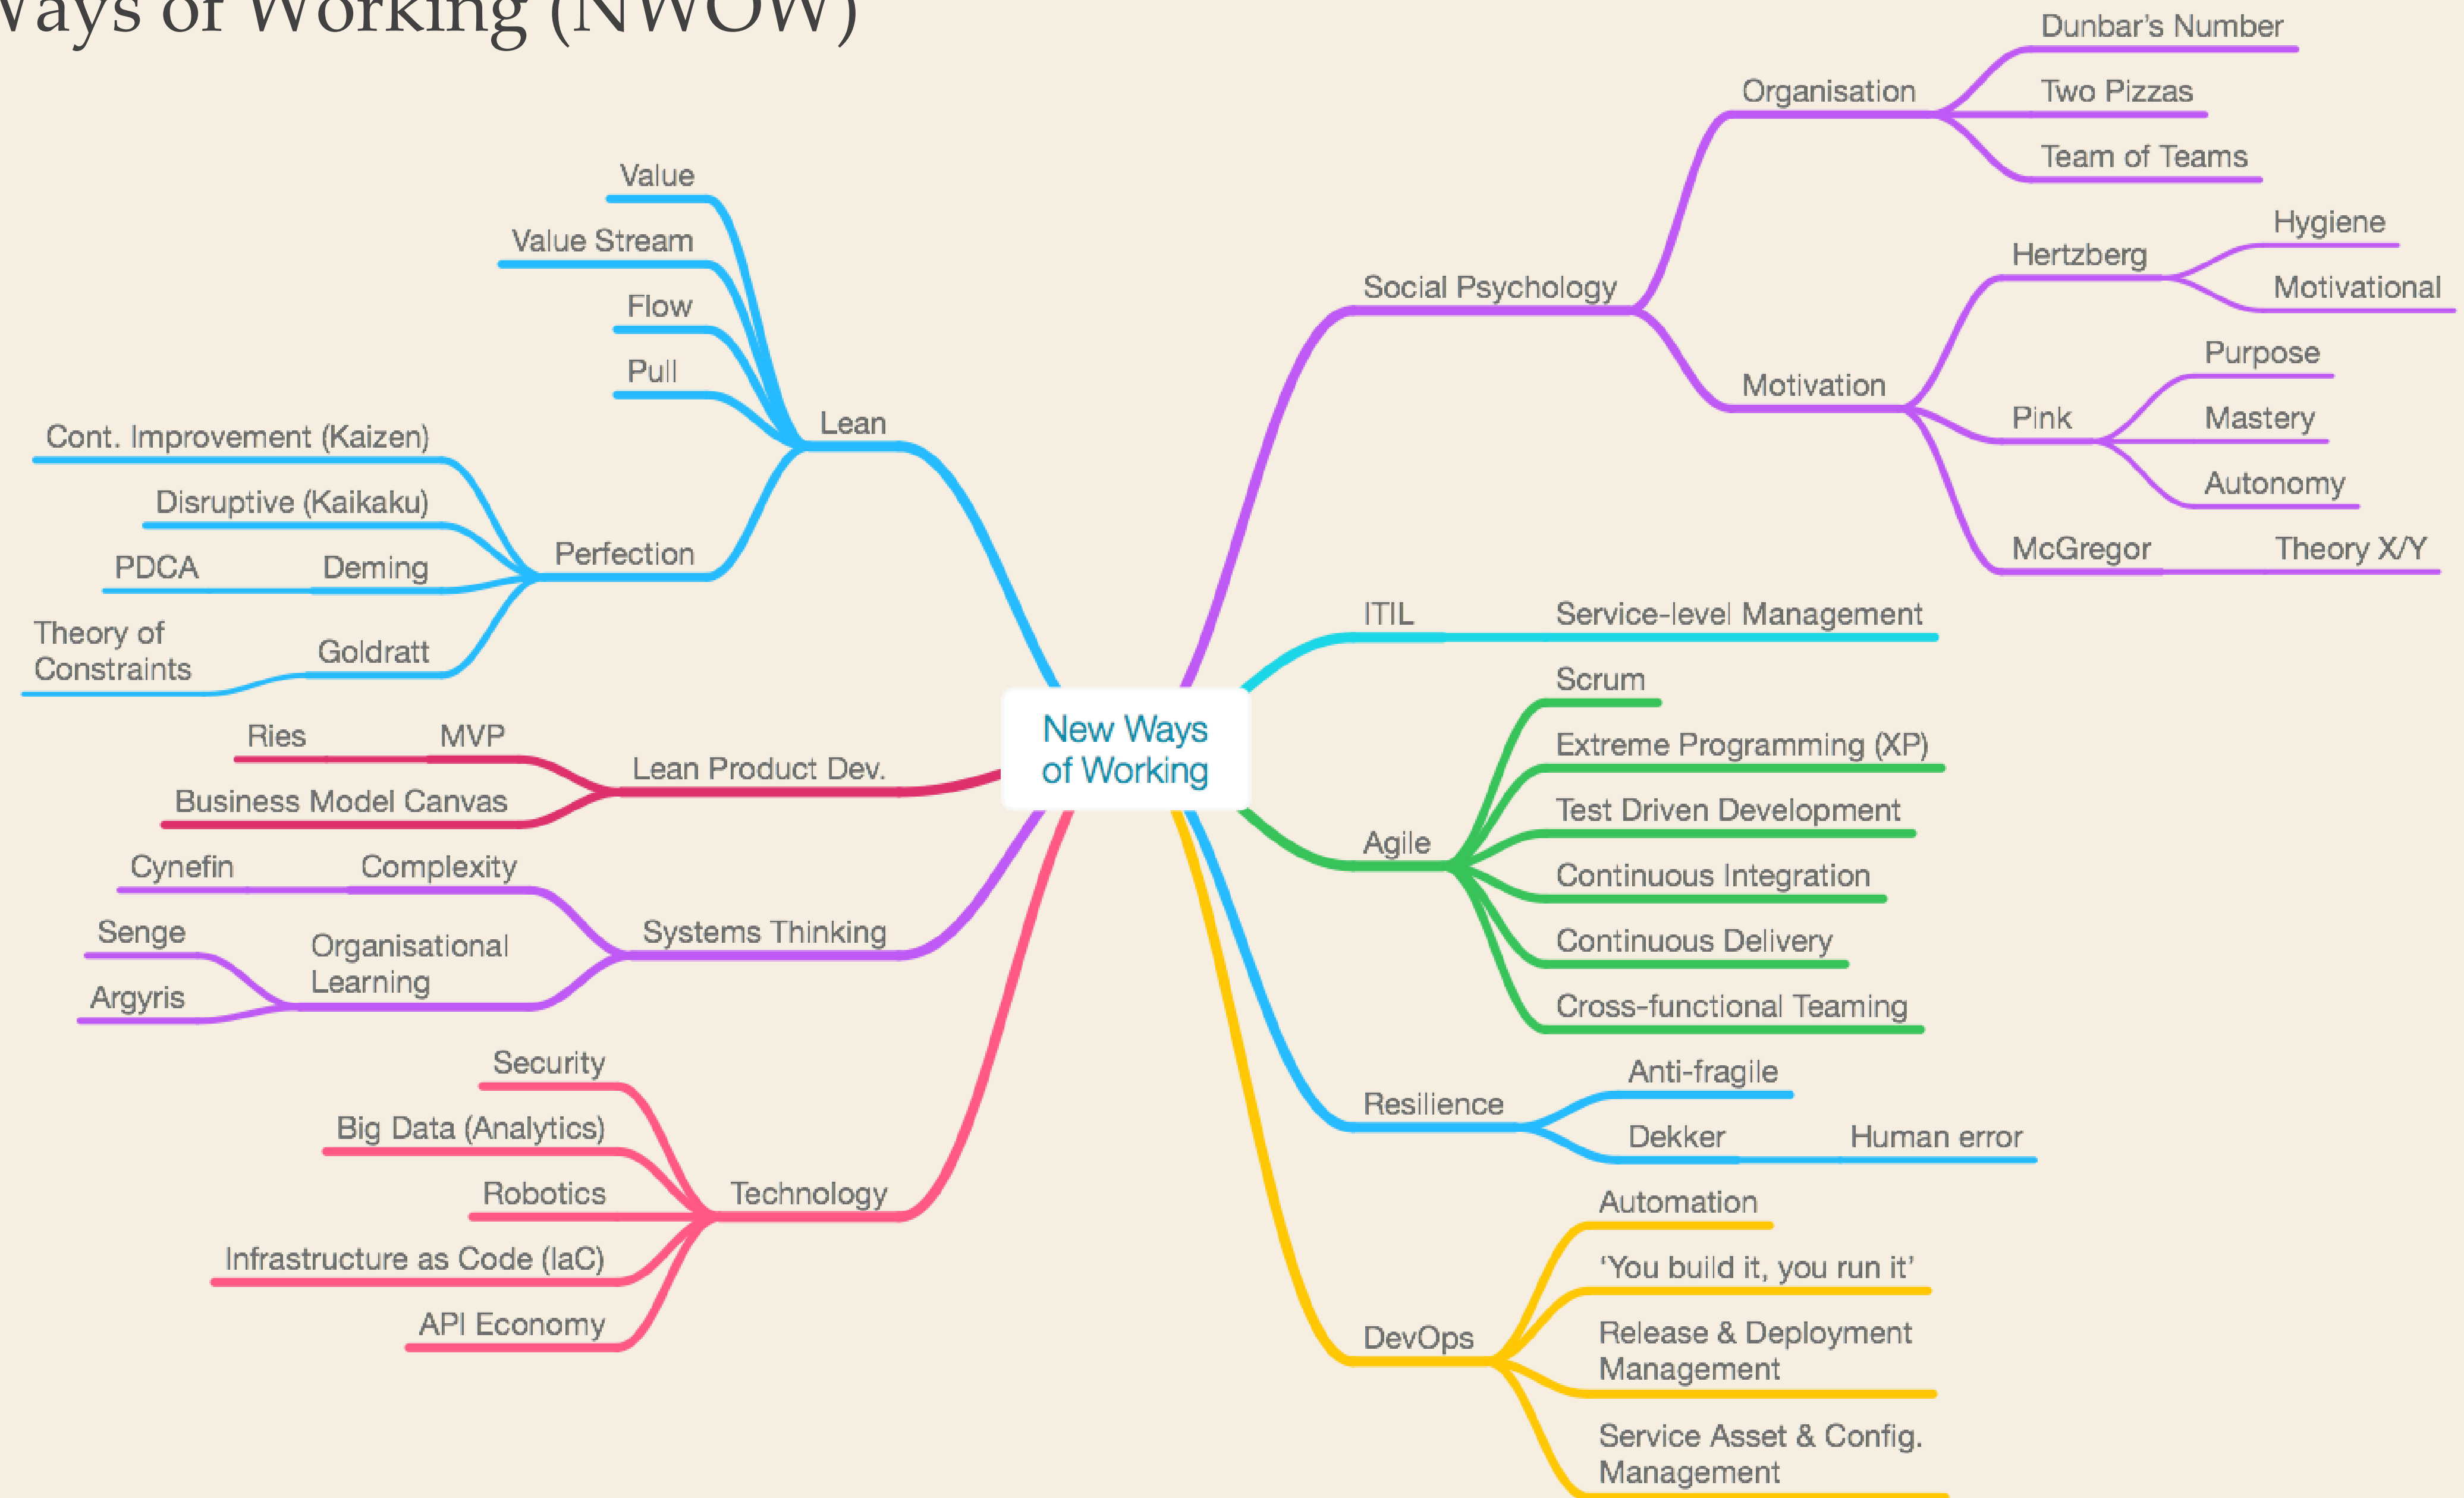 Ways of Working (NWOW)
Value
Value Stream
Flow
Pull
Lean
Cont. Improvement (Kaizen)
Disruptive (Kaikaku)
PDCA
Deming
Perfection
Theory of
Constraints
Goldratt
Ries
MVP
Lean Product Dev.
Business Model Canvas
Cynefin
Complexity
Senge
Organisational
Learning
Systems Thinking
Argyris
Security
Big Data (Analytics)
Robotics
Technology
Infrastructure as Code (IaC)
API Economy
New Ways
of Working
Dunbar’s Number
Organisation
Two Pizzas
Team of Teams
Social Psychology
Hygiene
Hertzberg
Motivational
Motivation
Purpose
Pink
Mastery
Autonomy
McGregor
Theory X/Y
ITIL
Service-level Management
Scrum
Extreme Programming (XP)
Test Driven Development
Agile
Continuous Integration
Continuous Delivery
Cross-functional Teaming
Anti-fragile
Resilience
Dekker
Human error
Automation
‘You build it, you run it’
DevOps
Release & Deployment
Management
Service Asset & Config.
Management